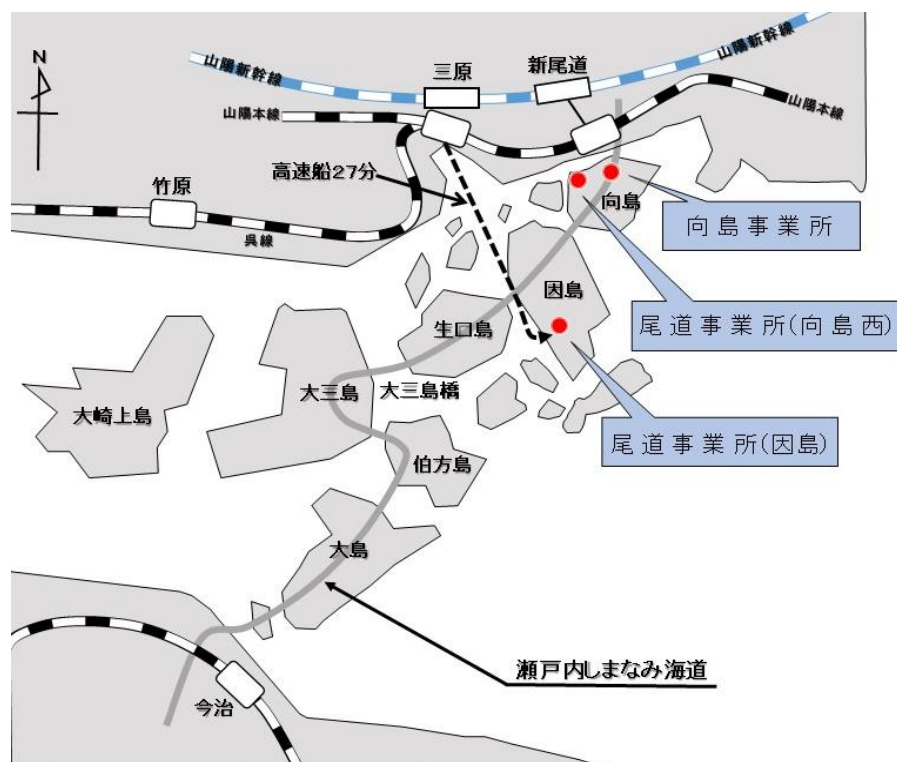 山陽新幹線
山陽新幹線
N
三原
新尾道
山陽本線
山陽本線
高速船27分
竹原
向島
向島事業所
呉線
因島
尾道事業所(向島西)
生口島
大三島
大三島橋
大崎上島
尾道事業所(因島)
伯方島
大島
瀬戸内しまなみ海道
今治